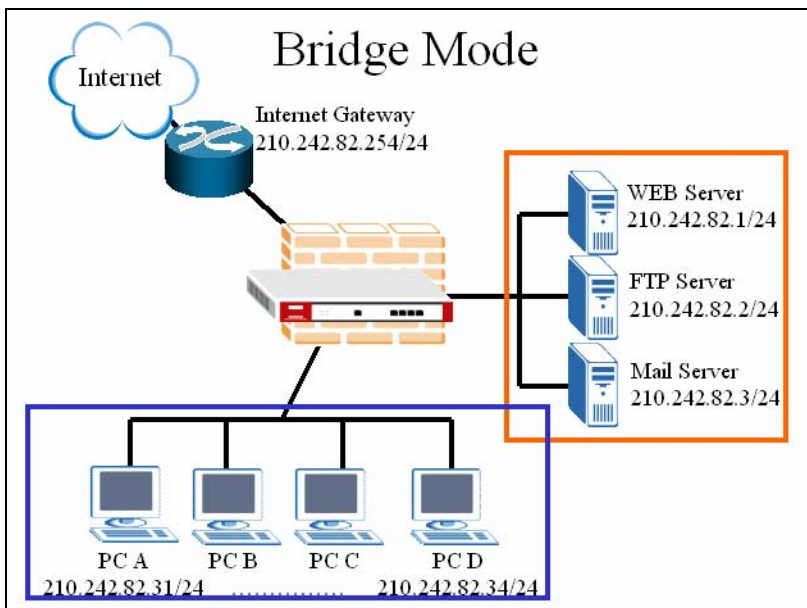 Bridge Mode
Internet
Internet Gateway
210.242.82.254/24
WEB Server
210.242.82.1/24
FTP Server
210.242.82.2/24
Mail Server
210.242.82.3/24
PC A PC B PC C PC D
210.242.82.31/24 .............. 210.242.82.34/24